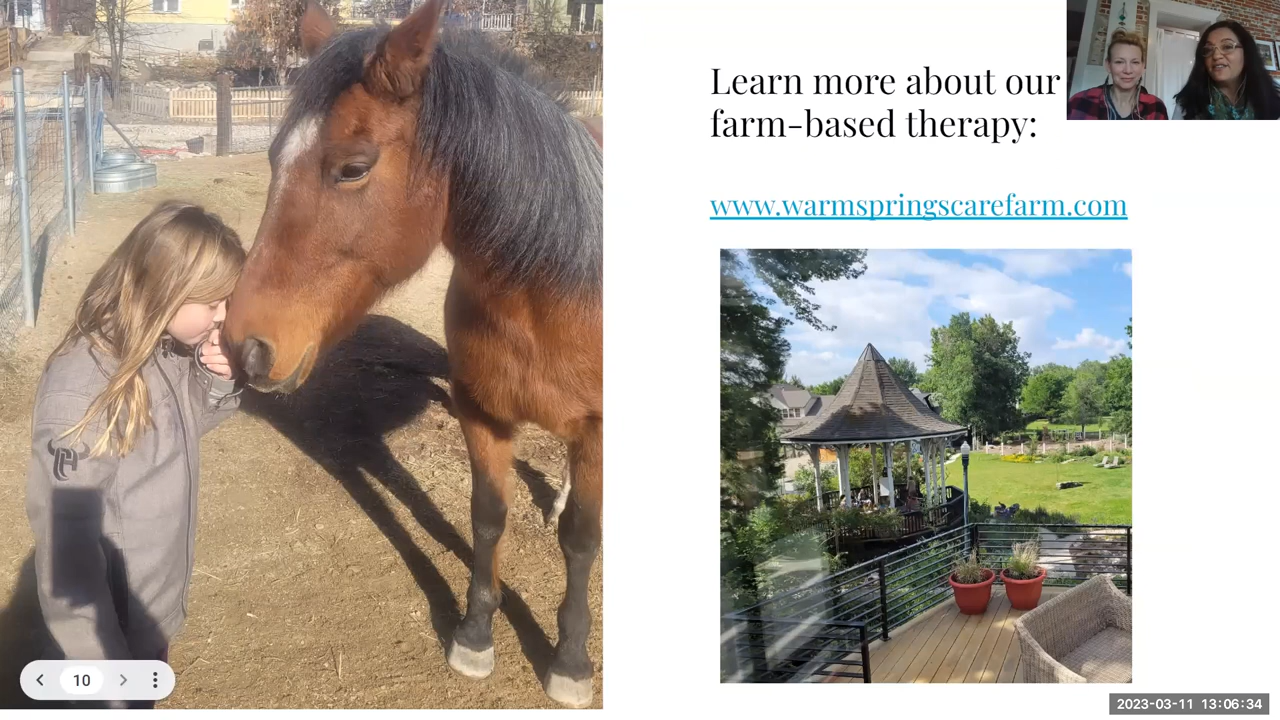 Learn more about our
farm-based therapy:
www.warmspringscarefarm.com
10
2023-03-11 13:06:34